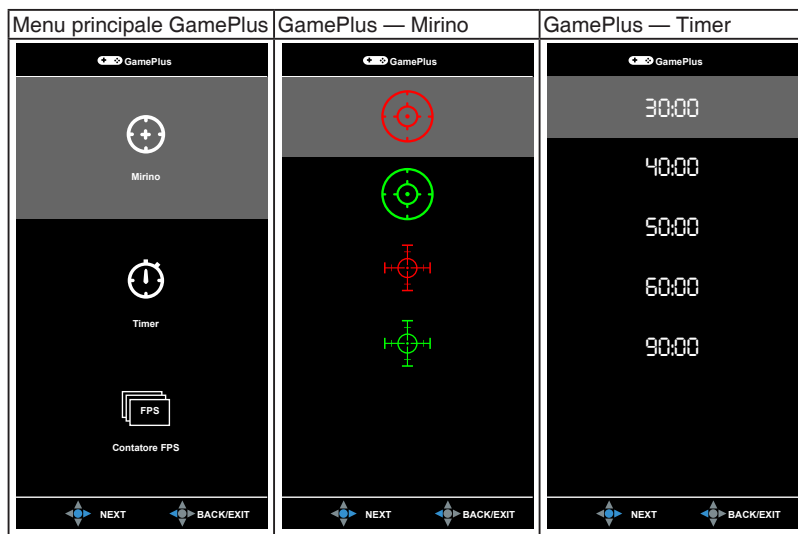 Menu principale GamePlus
GamePlus
Mirino
Timer
FPS
Contatore FPS
NEXT BACK/EXIT
GamePlus — Mirino
GamePlus
NEXT BACK/EXIT
GamePlus — Timer
GamePlus
30:00
40:00
50:00
60:00
90:00
NEXT BACK/EXIT